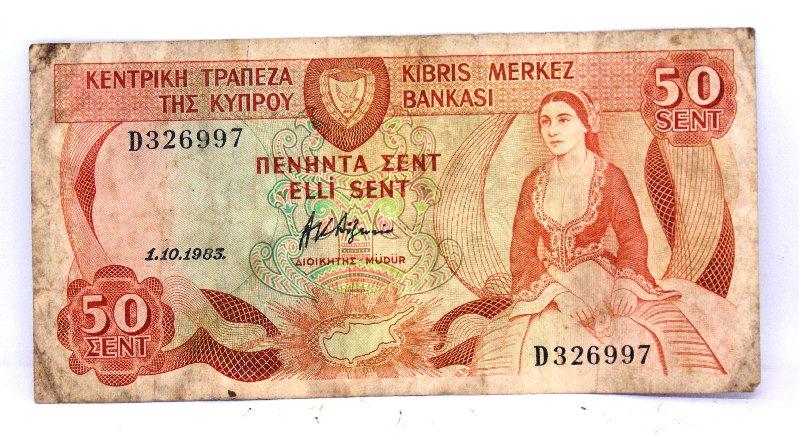 ΚΕΝΤΡΙΚΗ ΤΡΑΠΕΖΑ
ΤΗΣ ΚΥΠΡΟΥ
KIBRIS MERKEZ
BANKASI
50
SENT
D326997
ΠΕΝΗΝΤΑ ΣΕΝΤ
ELLİ SENT
1.10.1983.
ΔΙΟΙΚΗΤΗΣ - MÜDÜR
50
ΣΕΝΤ
D326997